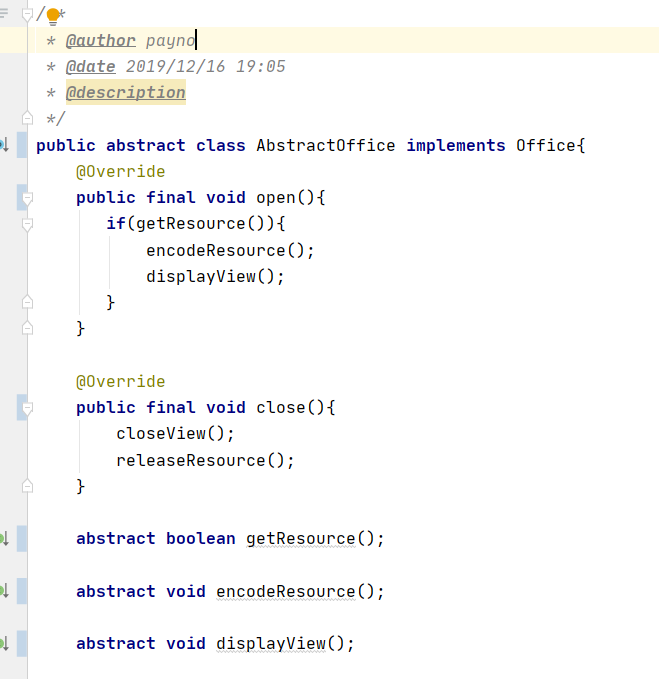 /**
* @author payno
* @date 2019/12/16 19:05
* @description
*/
public abstract class AbstractOffice implements Office{
@Override
public final void open(){
if(getResource()){
encodeResource();
displayView();
}
}
@Override
public final void close(){
closeView();
releaseResource();
}
abstract boolean getResource();
abstract void encodeResource();
abstract void displayView();